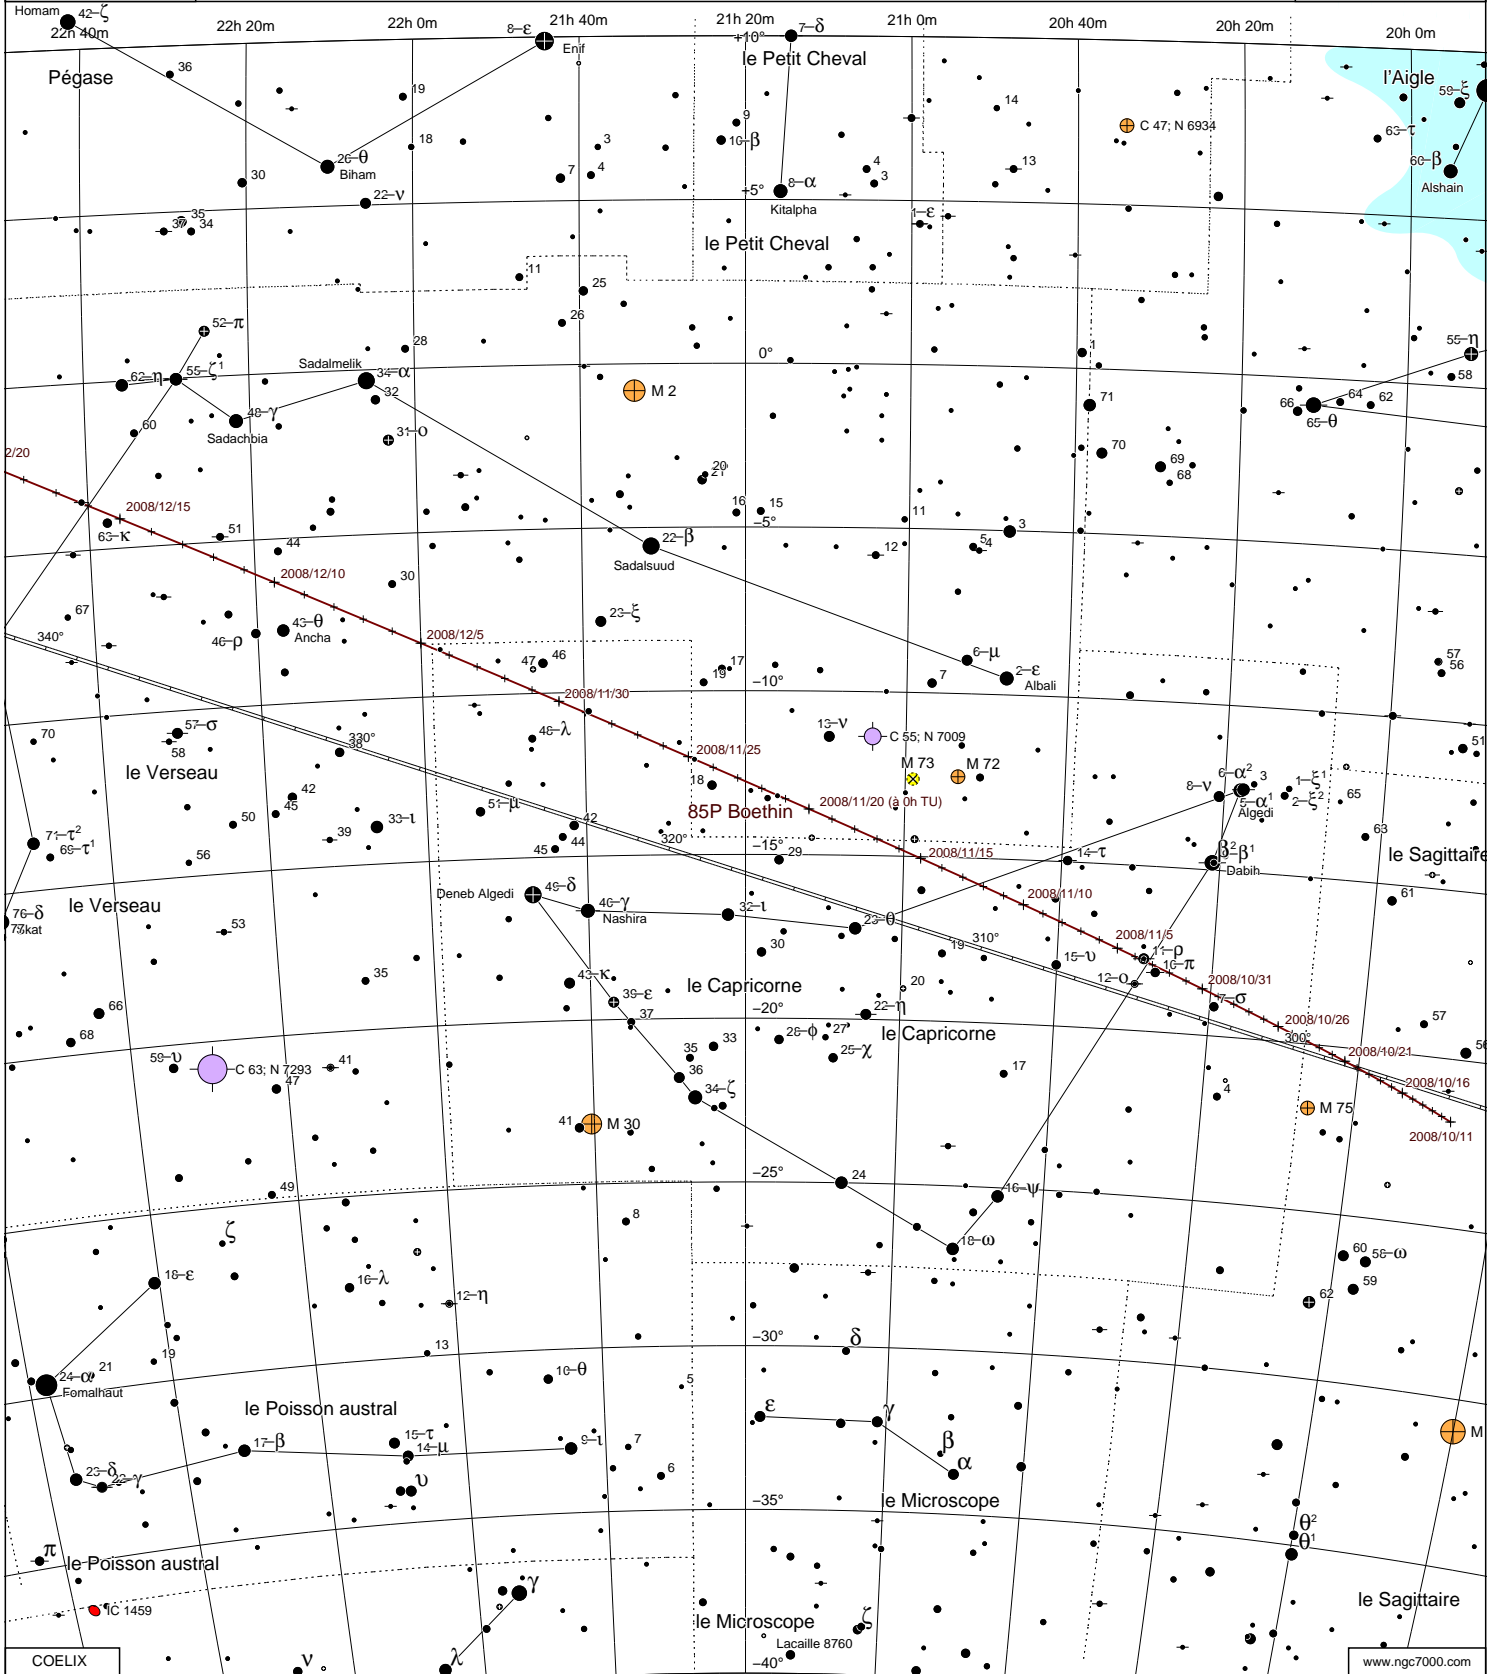 Homam
42-ζ
22h 40m
22h 20m
22h 0m
21h 40m
21h 20m
21h 0m
20h 40m
20h 20m
20h 0m
8-ε
Enif
+10°
7-δ
le Petit Cheval
Pégase
36
19
18
26-θ
Biham
30
22-ν
35
37
34
3
4
7
9
10-β
+5°
8-α
Kitalpha
4
3
14
13
1-ε
C 47; N 6934
l'Aigle
59-ξ
63-τ
60-β
Alshain
le Petit Cheval
11
25
26
28
52-π
Sadalmelik
34-α
32
0°
1
55-η
58
62-η
55-ζ¹
48-γ
Sadachbia
60
31-ο
M 2
71
70
66
65-θ
64
62
69
68
2/20
2008/12/15
63-κ
51
44
20
21
16
15
11
−5°
3
12
5
4
22-β
Sadalsuud
2008/12/10
30
67
340°
46-ρ
43-θ
Ancha
2008/12/5
23-ξ
47
46
17
19
6-μ
2-ε
Albali
7
57
56
−10°
2008/11/30
70
57-σ
58
330°
38
48-λ
2008/11/25
13-ν
C 55; N 7009
M 73
M 72
51
le Verseau
18
6-α²
8-ν
5-α¹
Algedi
3
1-ξ¹
2-ξ²
65
42
45
50
51-μ
33-ι
39
85P Boethin
2008/11/20 (à 0h TU)
71-τ²
69-τ¹
56
42
44
45
320°
−15°
29
2008/11/15
14-τ
β²
9-β¹
Dabih
63
le Sagittaire
le Verseau
76-δ
Skat
77
53
Deneb Algedi
49-δ
40-γ
Nashira
32-ι
23-θ
2008/11/10
61
30
19
310°
15-υ
2008/11/5
11-ρ
10-π
12-ο
2008/10/31
35
43-κ
39-ε
le Capricorne
20
66
37
−20°
22-η
7-σ
2008/10/26
57
68
33
28-φ
27
25-χ
le Capricorne
300°
2008/10/21
56
59-υ
C 63; N 7293
41
47
35
36
34-ζ
17
4
2008/10/16
M 75
2008/10/11
41
M 30
−25°
24
16-ψ
49
8
18-ω
ζ
18-ε
16-λ
12-η
60
58-ω
59
62
−30°
δ
13
19
24-α
21
Fomalhaut
10-θ
5
ε
γ
le Poisson austral
β
α
17-β
15-τ
14-μ
9-ι
7
6
M
23-δ
22-γ
υ
−35°
le Microscope
θ²
θ¹
π
le Poisson austral
IC 1459
γ
le Microscope
ζ
Lacaille 8760
le Sagittaire
COELIX
ν
λ
−40°
www.ngc7000.com